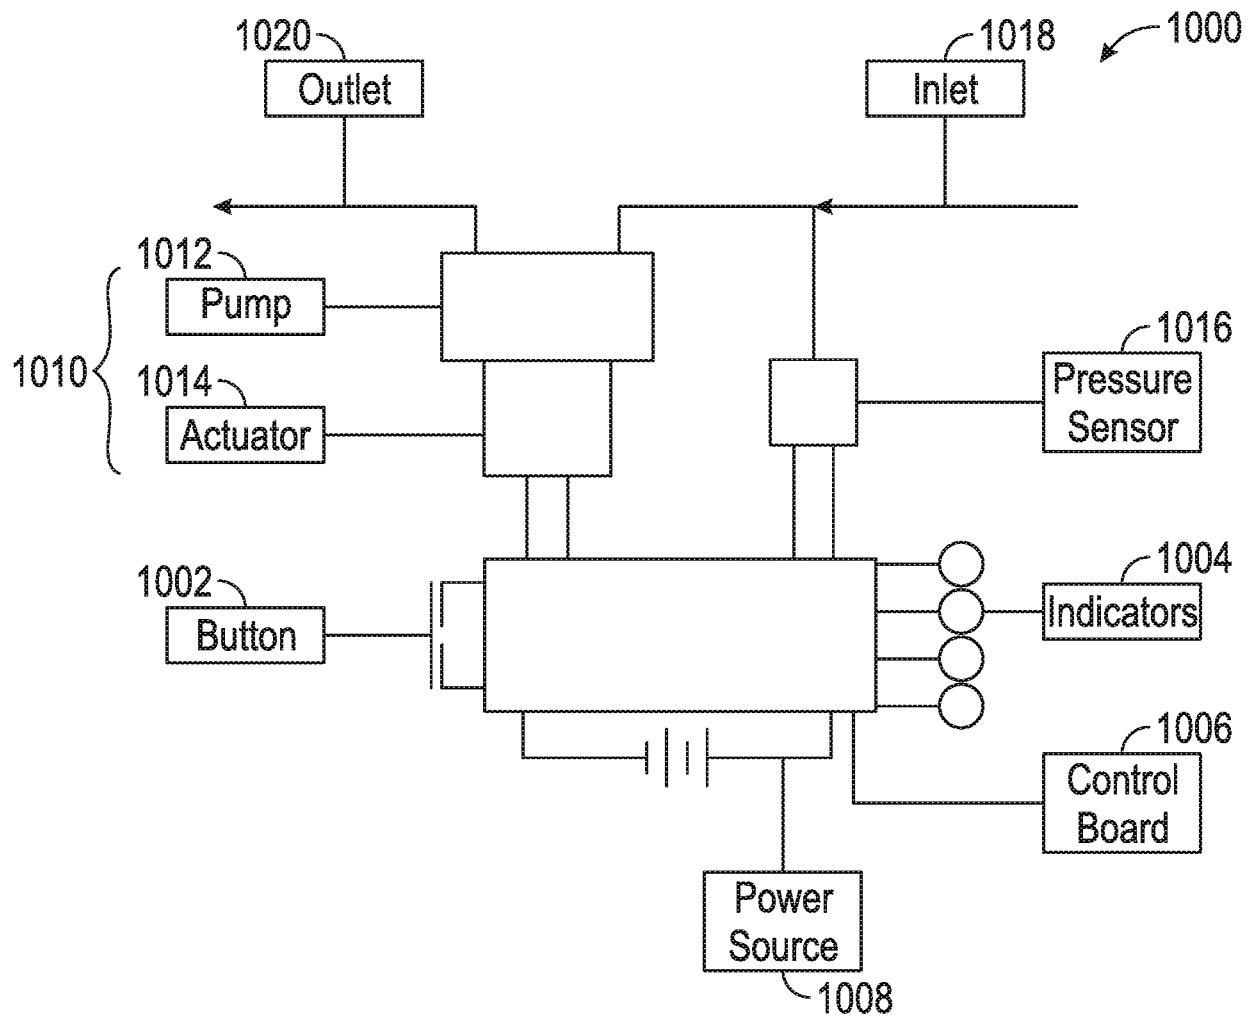 1020
Outlet
1018
Inlet
1000
1012
Pump
1010
1014
Actuator
1016
Pressure
Sensor
1002
Button
1004
Indicators
1006
Control
Board
Power
Source
1008